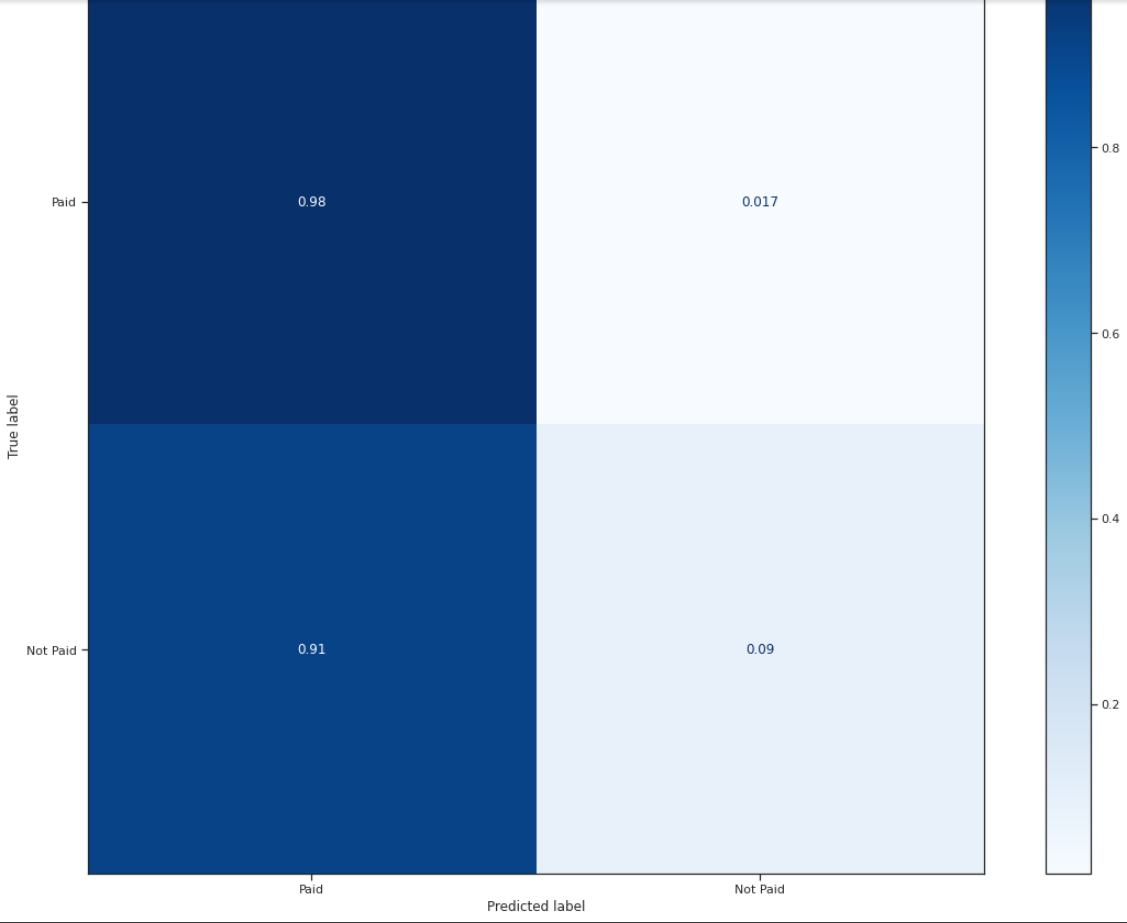 0.8
Paid
0.98
0.017
0.6
True label
0.4
Not Paid
0.91
0.09
0.2
Paid
Not Paid
Predicted label